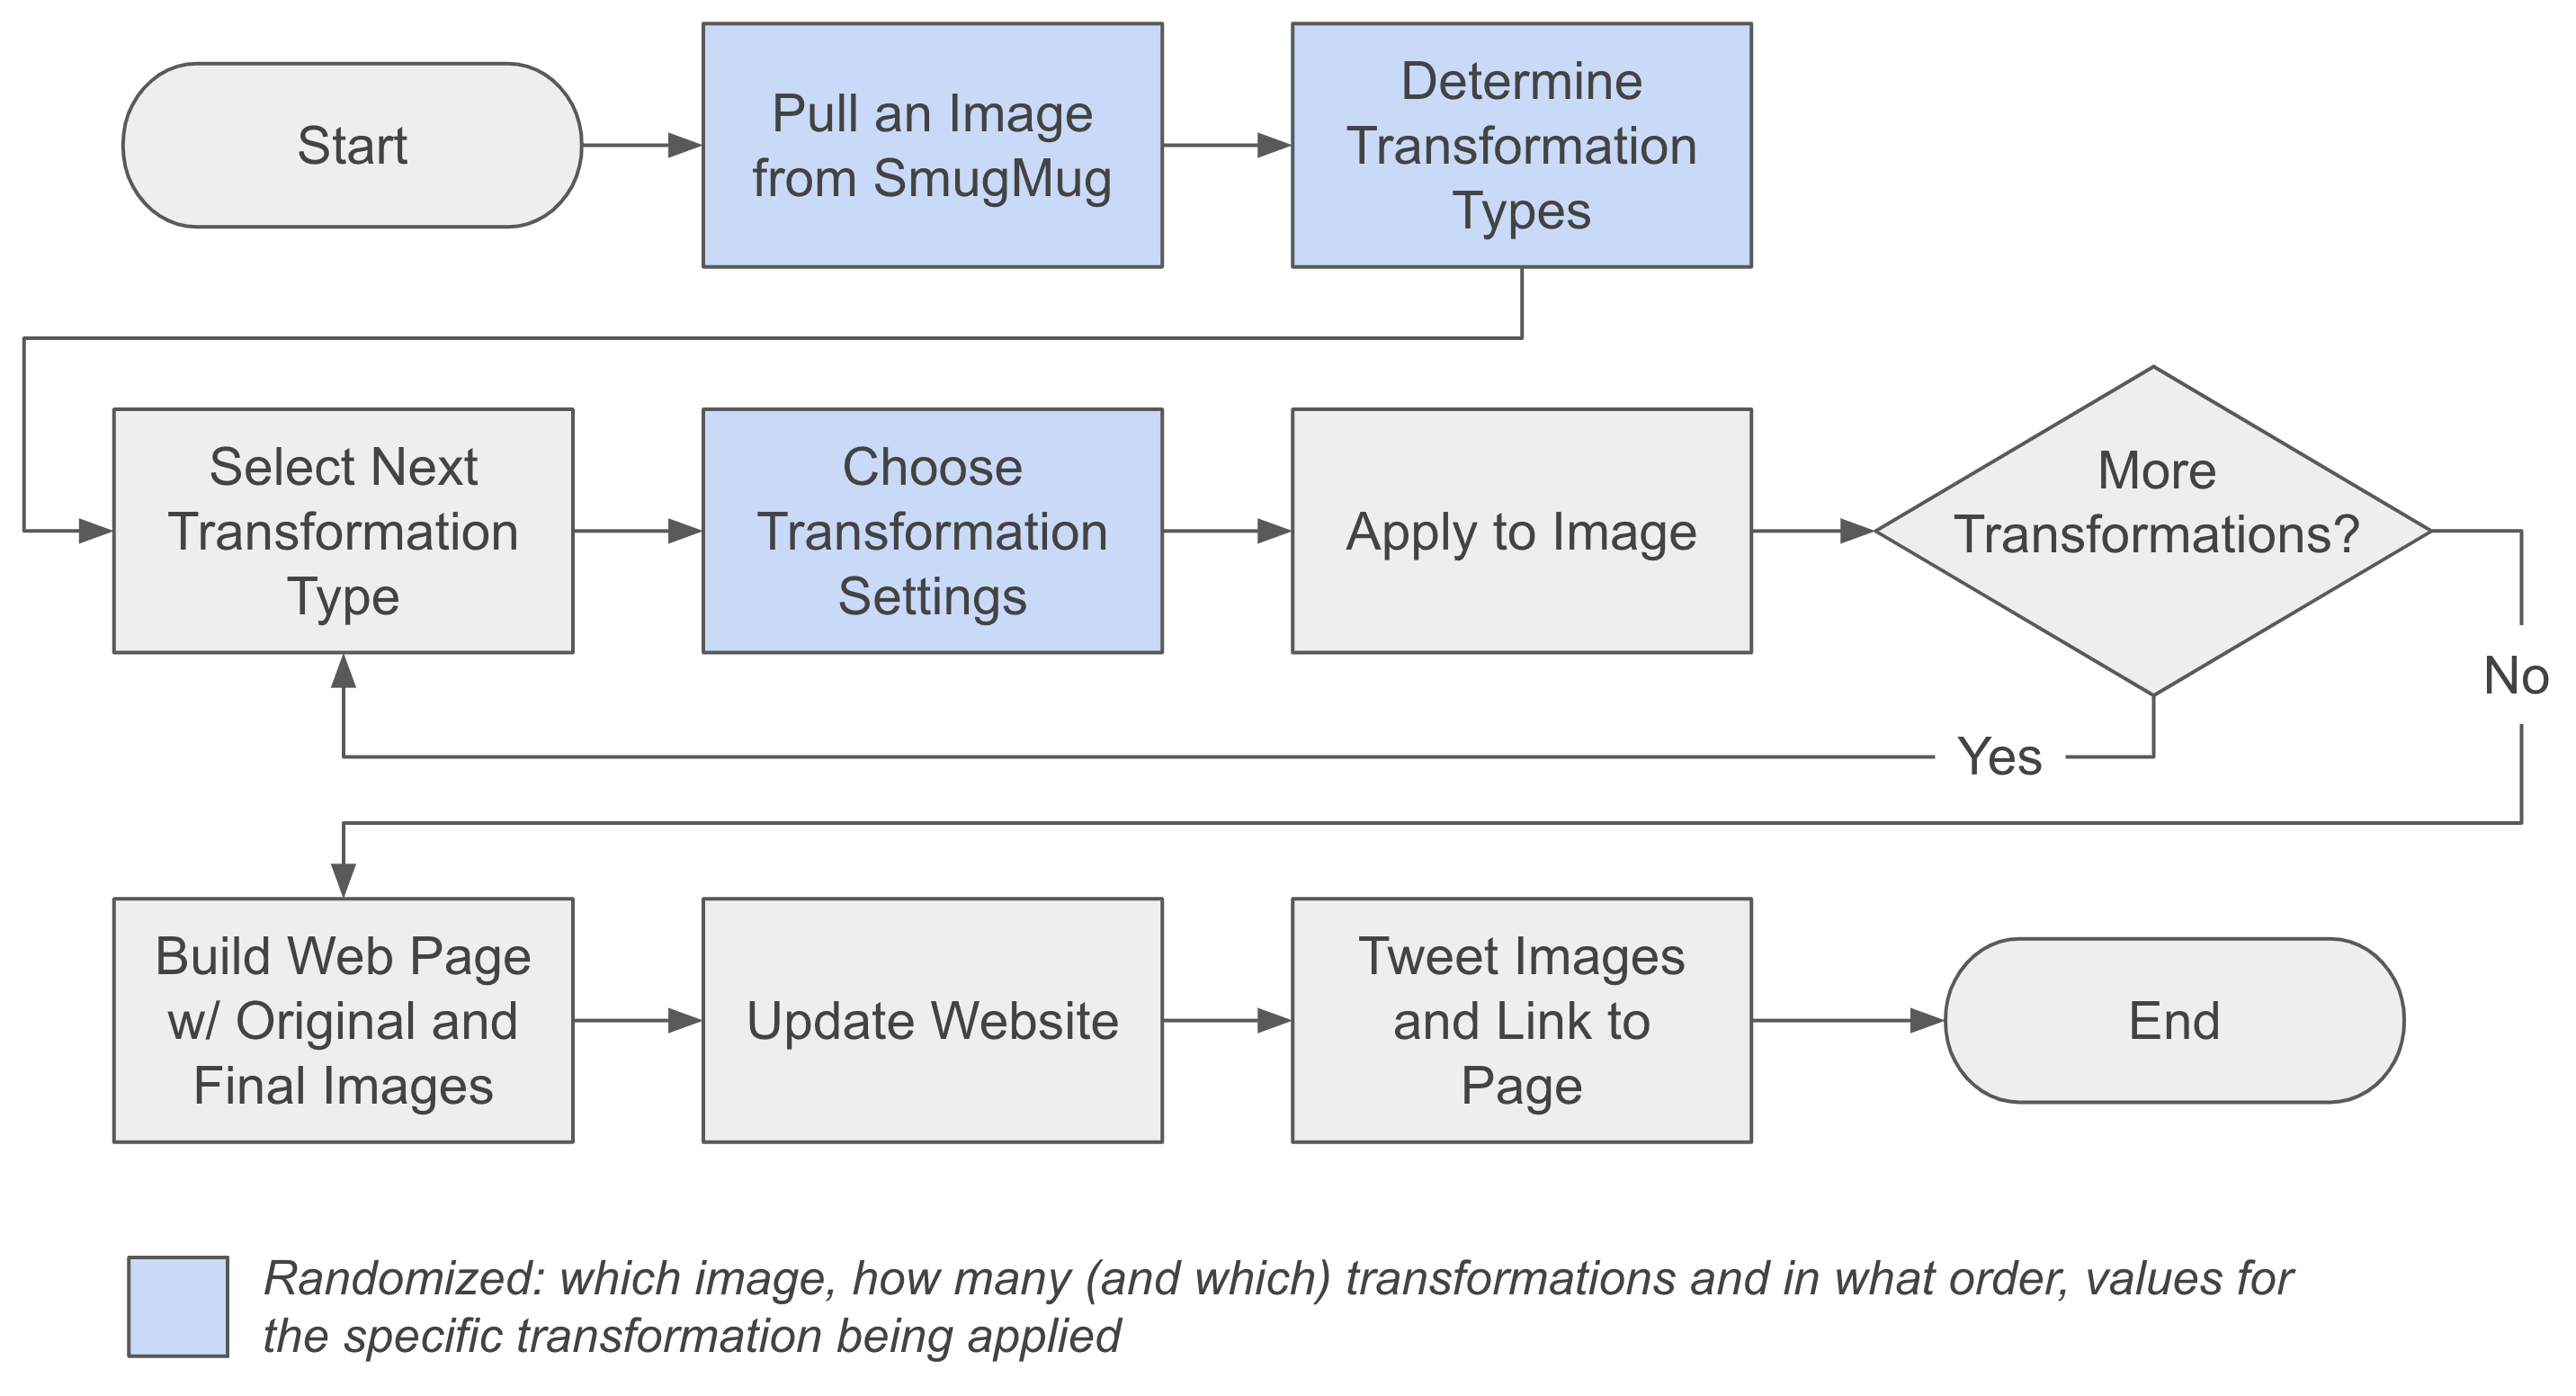 Start
Pull an Image
from SmugMug
Determine
Transformation
Types
Select Next
Transformation
Type
Choose
Transformation
Settings
Apply to Image
More
Transformations?
No
Yes
Build Web Page
w/ Original and
Final Images
Update Website
Tweet Images
and Link to
Page
End
Randomized: which image, how many (and which) transformations and in what order, values for
the specific transformation being applied